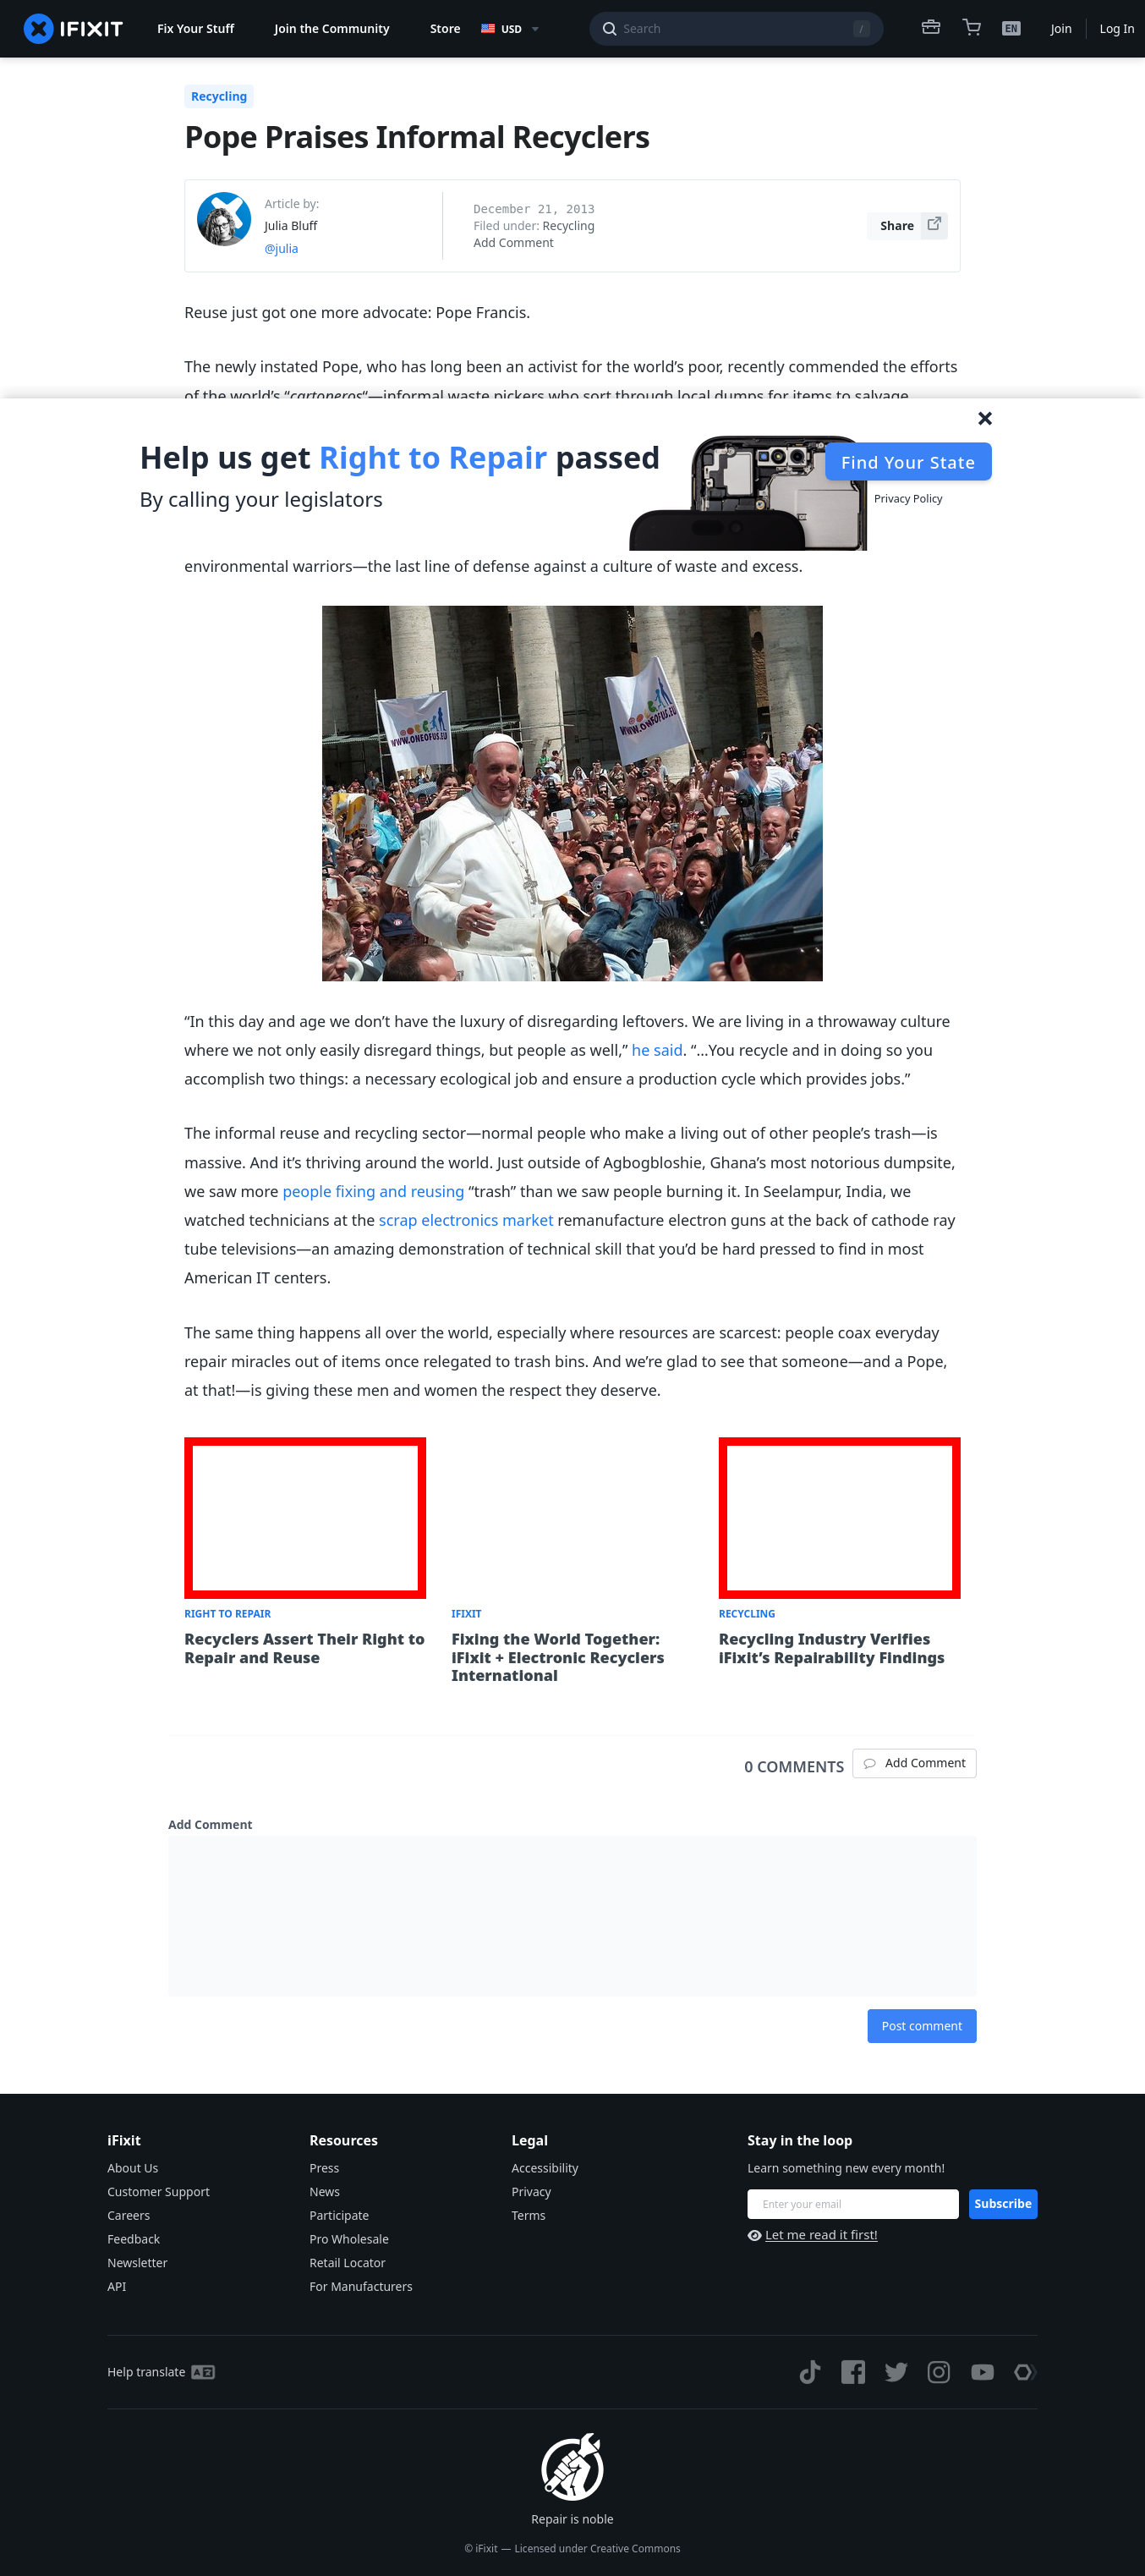 IFIXIT
Fix Your Stuff
Join the Community
Store
USD
Search
/
EN
Join
Log In
Recycling
Pope Praises Informal Recyclers
Article by:
Julia Bluff
@julia
December 21, 2013
Filed under: Recycling
Add Comment
Share
Reuse just got one more advocate: Pope Francis.
The newly instated Pope, who has long been an activist for the world’s poor, recently commended the efforts
of the world’s “cartoneros“—informal waste pickers who sort through local dumps for items to salvage
Help us get Right to Repair passed
By calling your legislators
Find Your State
Privacy Policy
environmental warriors—the last line of defense against a culture of waste and excess.
WWW.ONEOFUS.EU
WWW.ONEOFUS.EU
“In this day and age we don’t have the luxury of disregarding leftovers. We are living in a throwaway culture
where we not only easily disregard things, but people as well,” he said. “…You recycle and in doing so you
accomplish two things: a necessary ecological job and ensure a production cycle which provides jobs.”
The informal reuse and recycling sector—normal people who make a living out of other people’s trash—is
massive. And it’s thriving around the world. Just outside of Agbogbloshie, Ghana’s most notorious dumpsite,
we saw more people fixing and reusing “trash” than we saw people burning it. In Seelampur, India, we
watched technicians at the scrap electronics market remanufacture electron guns at the back of cathode ray
tube televisions—an amazing demonstration of technical skill that you’d be hard pressed to find in most
American IT centers.
The same thing happens all over the world, especially where resources are scarcest: people coax everyday
repair miracles out of items once relegated to trash bins. And we’re glad to see that someone—and a Pope,
at that!—is giving these men and women the respect they deserve.
RIGHT TO REPAIR
Recyclers Assert Their Right to
Repair and Reuse
IFIXIT
Fixing the World Together:
iFixit + Electronic Recyclers
International
RECYCLING
Recycling Industry Verifies
iFixit’s Repairability Findings
0 COMMENTS
Add Comment
Add Comment
Post comment
iFixit
About Us
Customer Support
Careers
Feedback
Newsletter
API
Resources
Press
News
Participate
Pro Wholesale
Retail Locator
For Manufacturers
Legal
Accessibility
Privacy
Terms
Stay in the loop
Learn something new every month!
Enter your email
Subscribe
Let me read it first!
Help translate
Repair is noble
© iFixit — Licensed under Creative Commons